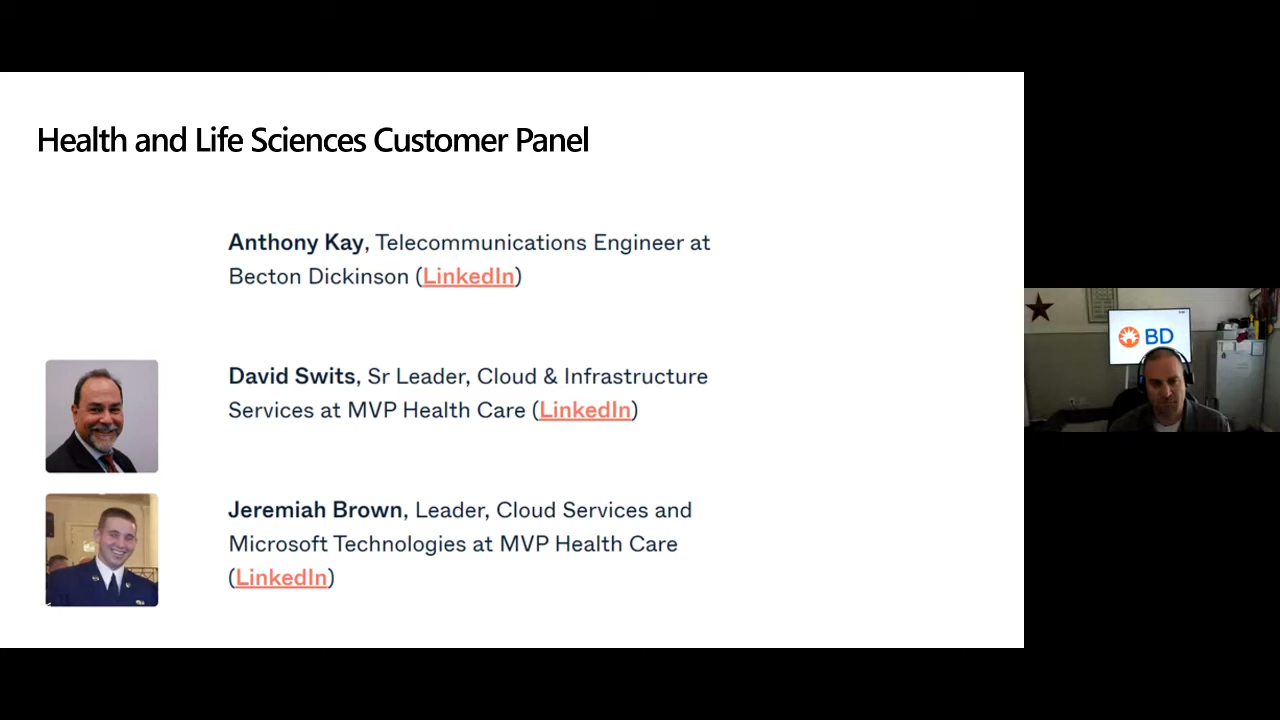 Health and Life Sciences Customer Panel
Anthony Kay, Telecommunications Engineer at
Becton Dickinson (LinkedIn)
David Swits, Sr Leader, Cloud & Infrastructure
Services at MVP Health Care (LinkedIn)
Jeremiah Brown, Leader, Cloud Services and
Microsoft Technologies at MVP Health Care
(LinkedIn)
BD